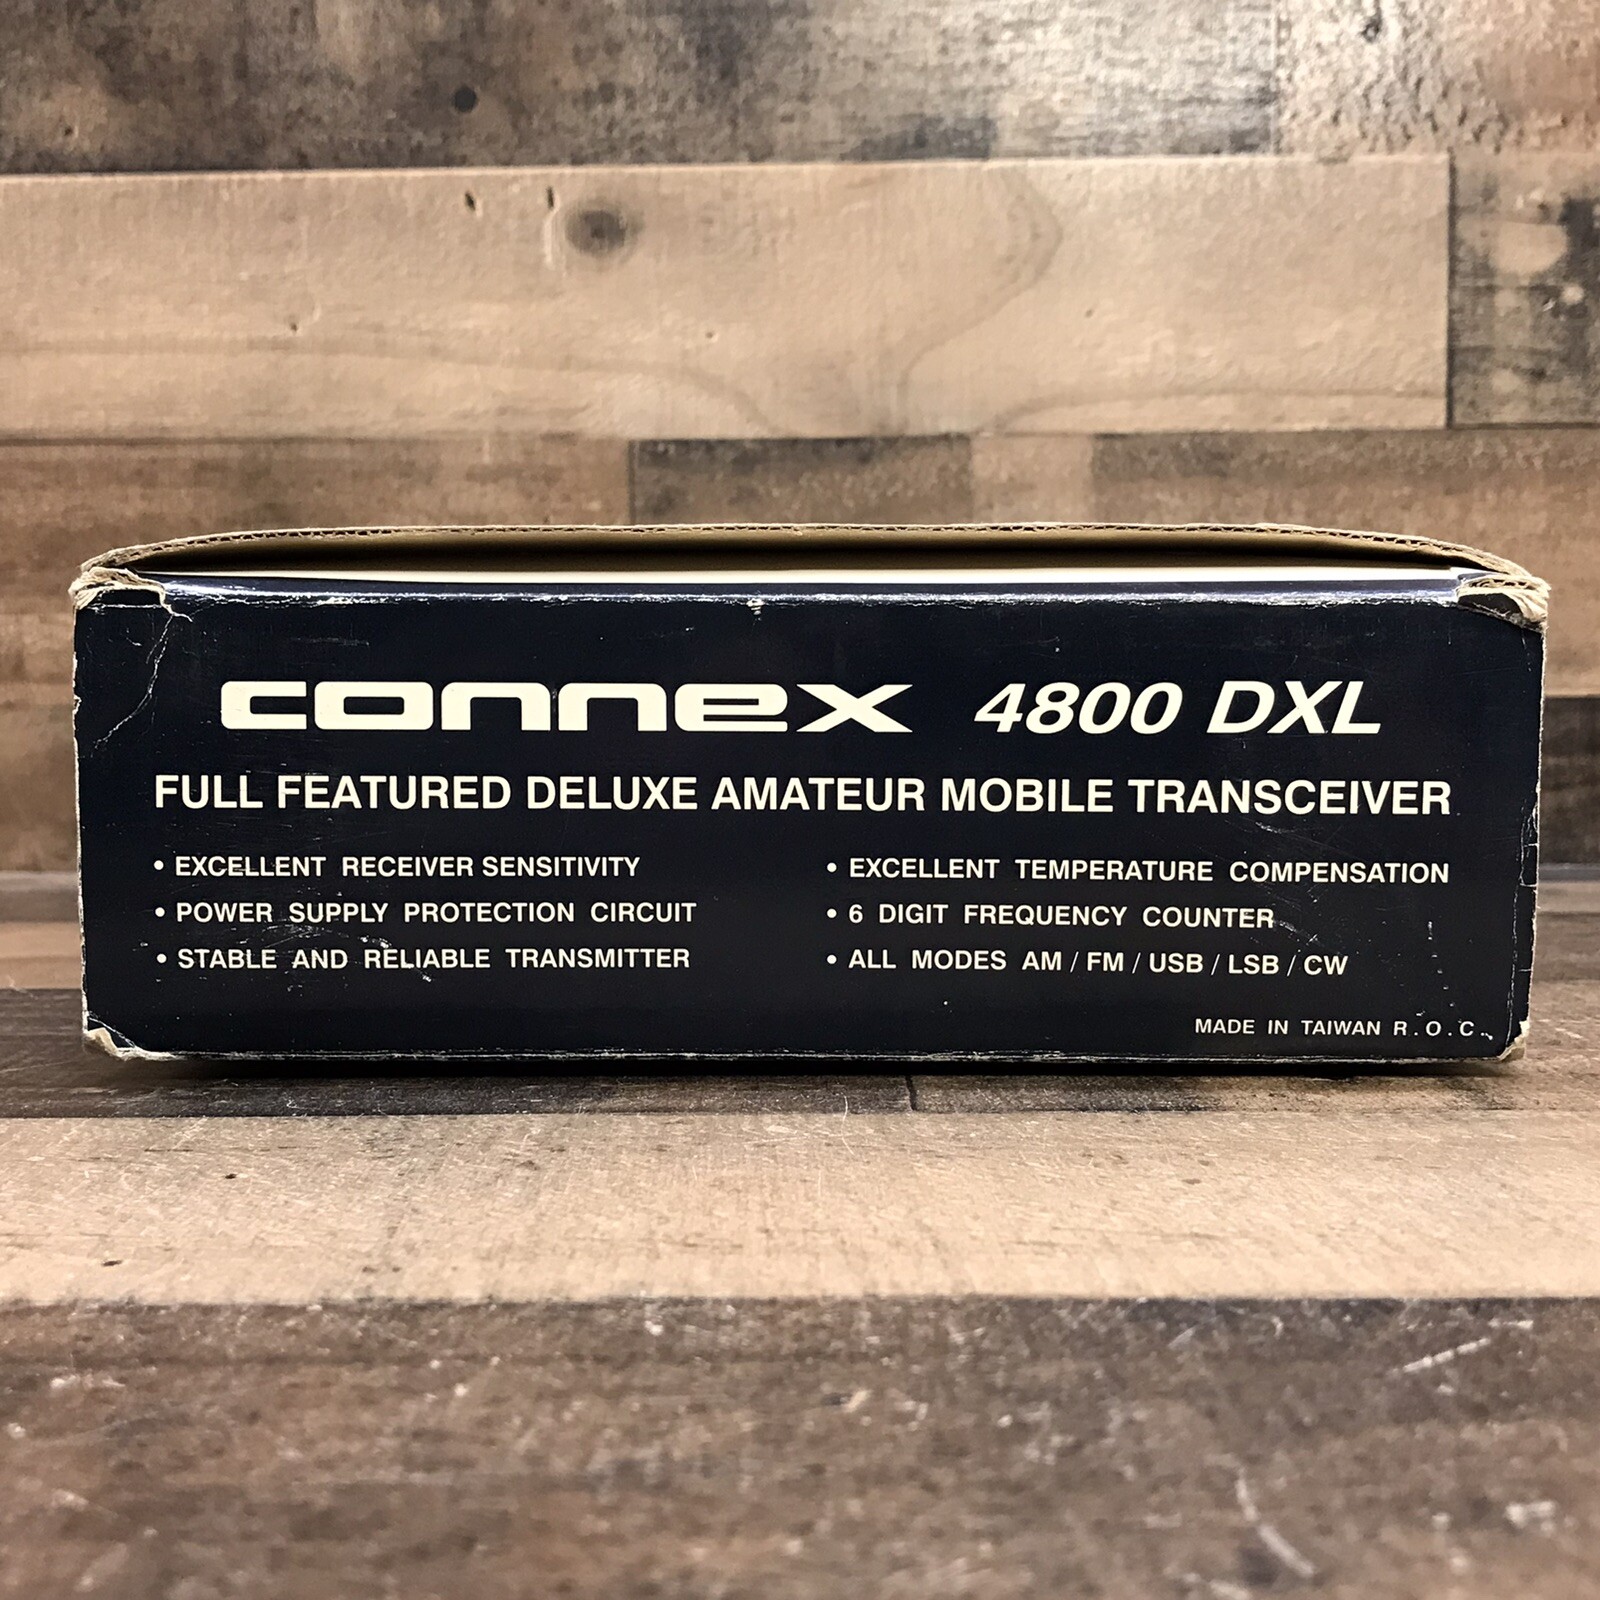 connex 4800 DXL
FULL FEATURED DELUXE AMATEUR MOBILE TRANSCEIVER
• EXCELLENT RECEIVER SENSITIVITY
• POWER SUPPLY PROTECTION CIRCUIT
• STABLE AND RELIABLE TRANSMITTER
• EXCELLENT TEMPERATURE COMPENSATION
• 6 DIGIT FREQUENCY COUNTER
• ALL MODES AM / FM / USB / LSB / CW
MADE IN TAIWAN R.O.C.